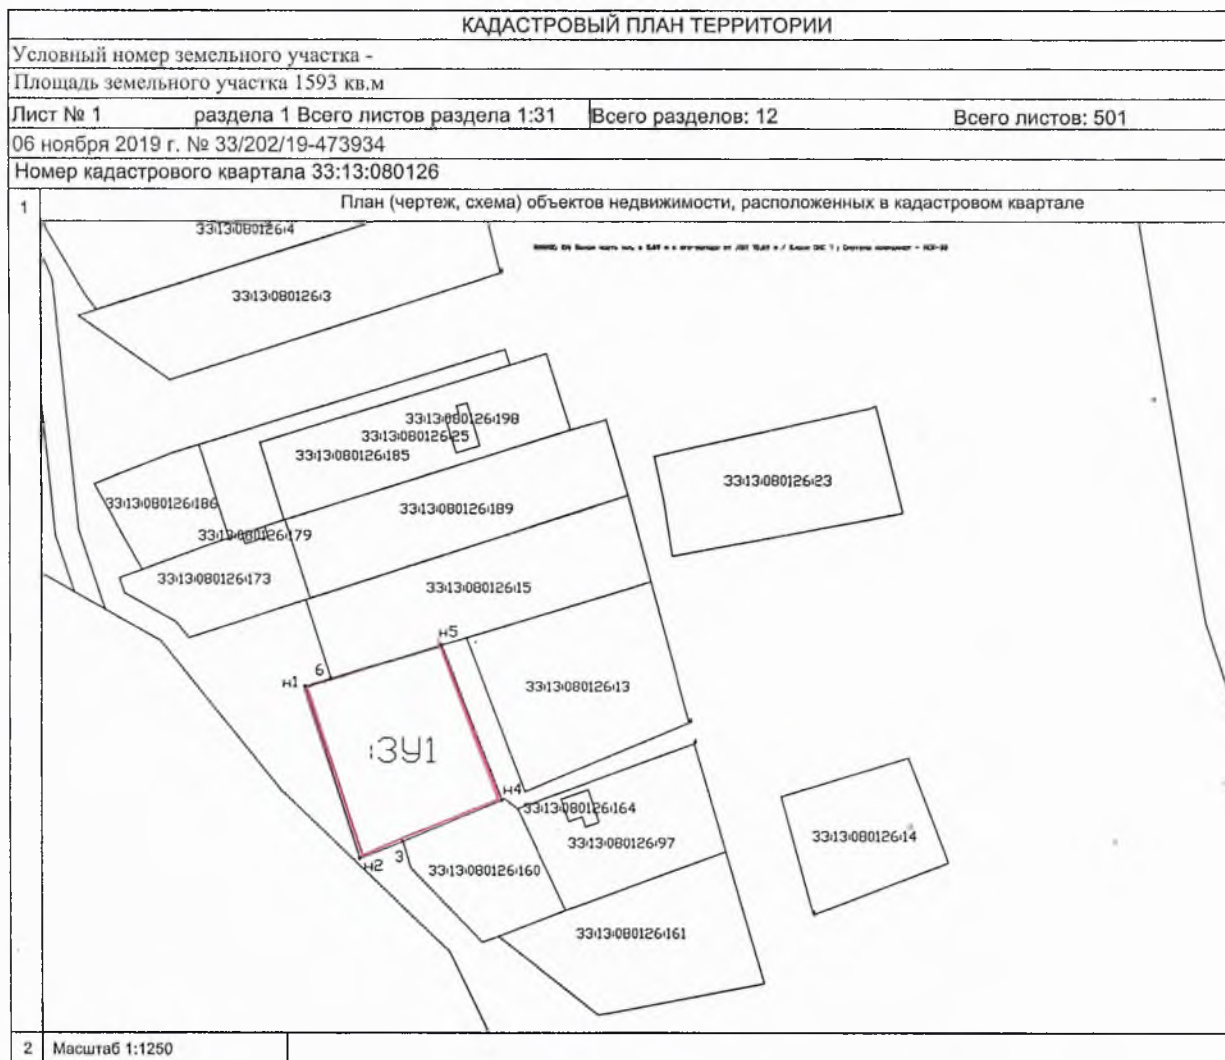 КАДАСТРОВЫЙ ПЛАН ТЕРРИТОРИИ
Условный номер земельного участка -
Площадь земельного участка 1593 кв.м
Лист № 1 раздела 1 Всего листов раздела 1:31 Всего разделов: 12 Всего листов: 501
06 ноября 2019 г. № 33/202/19-473934
Номер кадастрового квартала 33:13:080126
1 План (чертеж, схема) объектов недвижимости, расположенных в кадастровом квартале
33:13:080126:4
33:13:080126:3
33:13:080126:198
33:13:080126:25
33:13:080126:185
33:13:080126:23
33:13:080126:186
33:13:080126:189
33:13:080126:179
33:13:080126:173
33:13:080126:15
н5
6
н1
33:13:080126:13
:ЗУ1
н4
33:13:080126:164
33:13:080126:14
33:13:080126:97
3
н2
33:13:080126:160
33:13:080126:161
2 Масштаб 1:1250